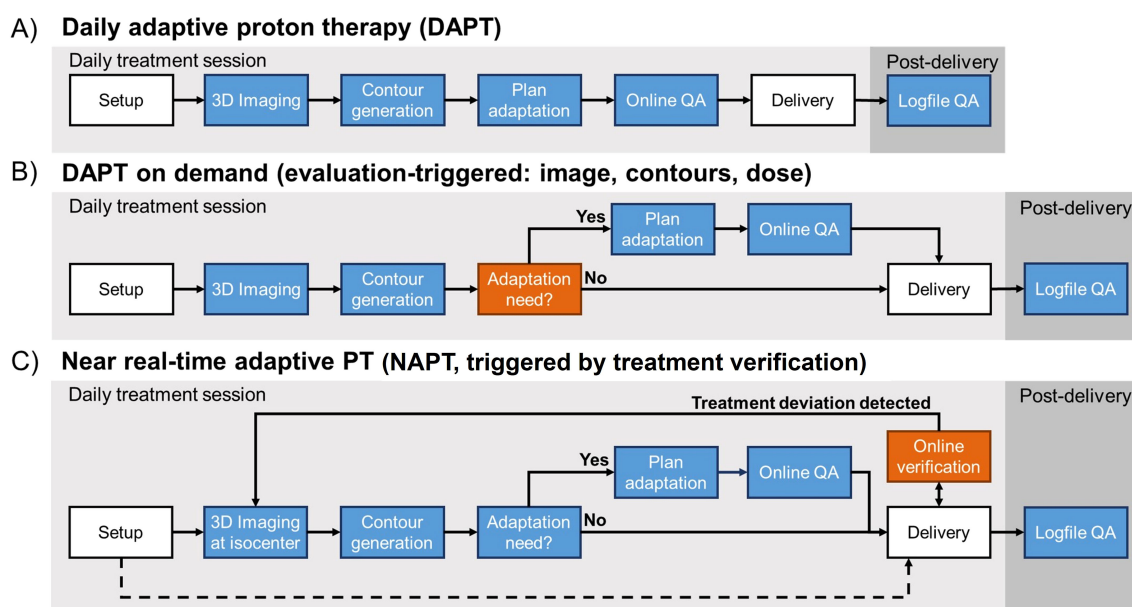 A) Daily adaptive proton therapy (DAPT)
Daily treatment session
Post-delivery
Setup
3D Imaging
Contour
generation
Plan
adaptation
Online QA
Delivery
Logfile QA
B) DAPT on demand (evaluation-triggered: image, contours, dose)
Daily treatment session
Post-delivery
Yes
Plan
adaptation
Online QA
Setup
3D Imaging
Contour
generation
Adaptation
need?
No
Delivery
Logfile QA
C) Near real-time adaptive PT (NAPT, triggered by treatment verification)
Daily treatment session
Post-delivery
Treatment deviation detected
Online
verification
Yes
Plan
adaptation
Online QA
Setup
3D Imaging
at isocenter
Contour
generation
Adaptation
need?
No
Delivery
Logfile QA